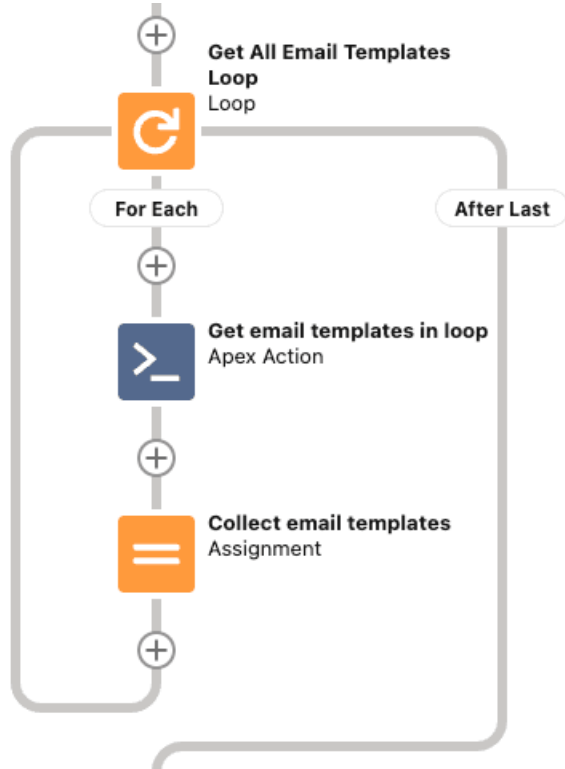 Get All Email Templates
Loop
Loop
For Each
After Last
Get email templates in loop
Apex Action
Collect email templates
Assignment